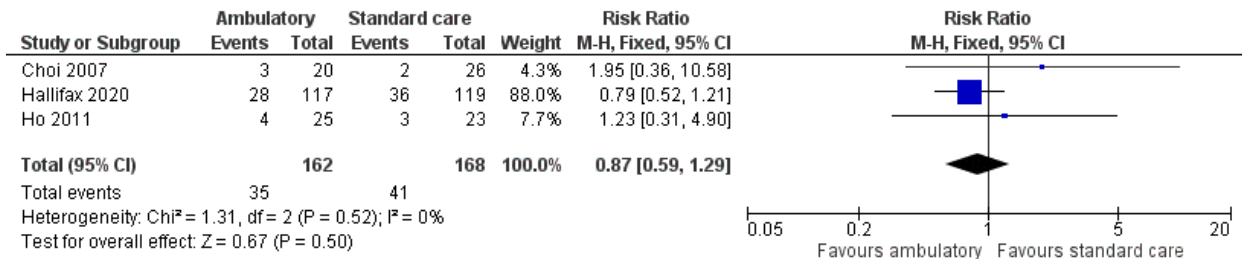 Ambulatory Standard care Risk Ratio Risk Ratio
Study or Subgroup Events Total Events Total Weight M-H, Fixed, 95% CI M-H, Fixed, 95% CI
Choi 2007 3 20 2 26 4.3% 1.95 [0.36, 10.58]
Hallifax 2020 28 117 36 119 88.0% 0.79 [0.52, 1.21]
Ho 2011 4 25 3 23 7.7% 1.23 [0.31, 4.90]
Total (95% CI) 162 168 100.0% 0.87 [0.59, 1.29]
Total events 35 41
Heterogeneity: Chi² = 1.31, df = 2 (P = 0.52); I² = 0%
Test for overall effect: Z = 0.67 (P = 0.50)
0.05 0.2 1 5 20
Favours ambulatory Favours standard care